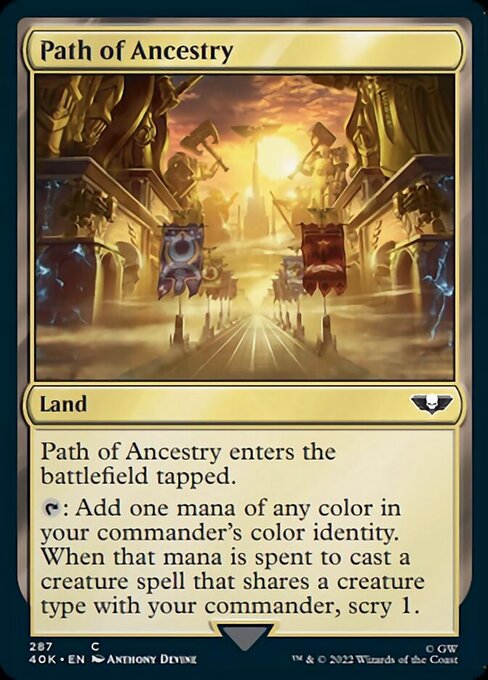 Path of Ancestry
Land
Path of Ancestry enters the
battlefield tapped.
: Add one mana of any color in
your commander's color identity.
When that mana is spent to cast a
creature spell that shares a creature
type with your commander, scry 1.
287 C
40K • EN Anthony Devine
© GW
™ & © 2022 Wizards of the Coast